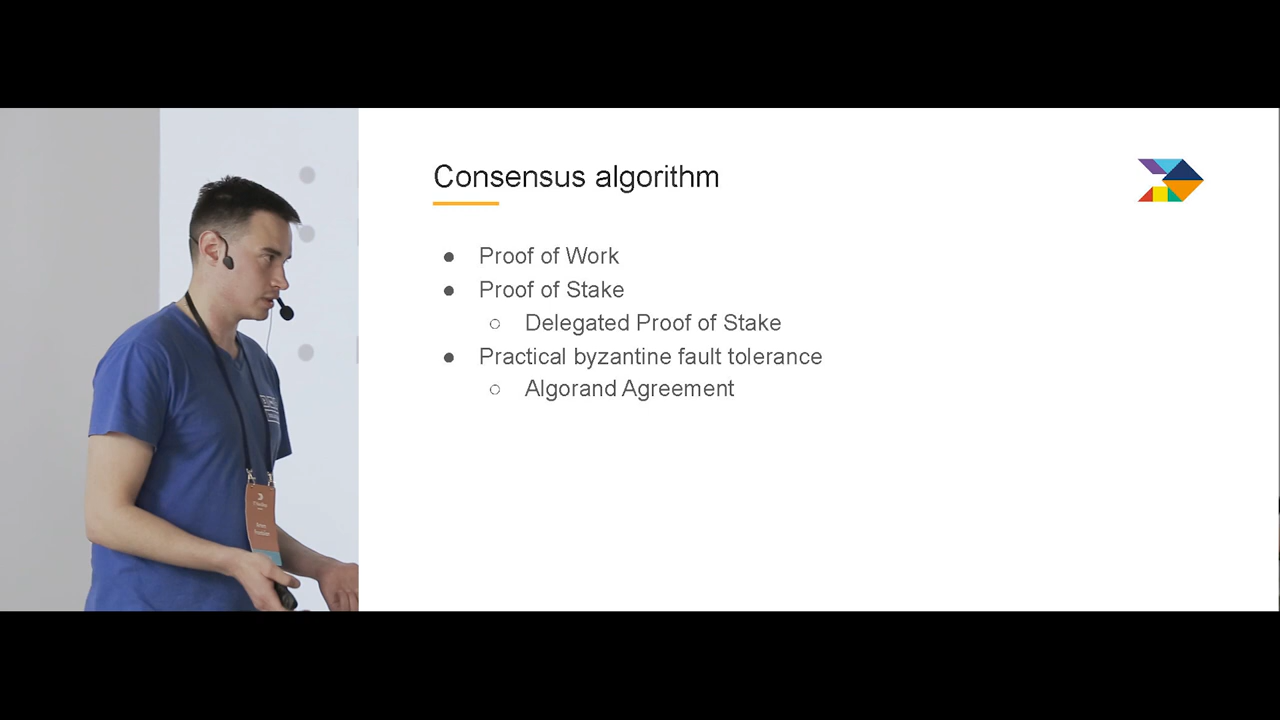 Consensus algorithm
● Proof of Work
● Proof of Stake
○ Delegated Proof of Stake
● Practical byzantine fault tolerance
○ Algorand Agreement